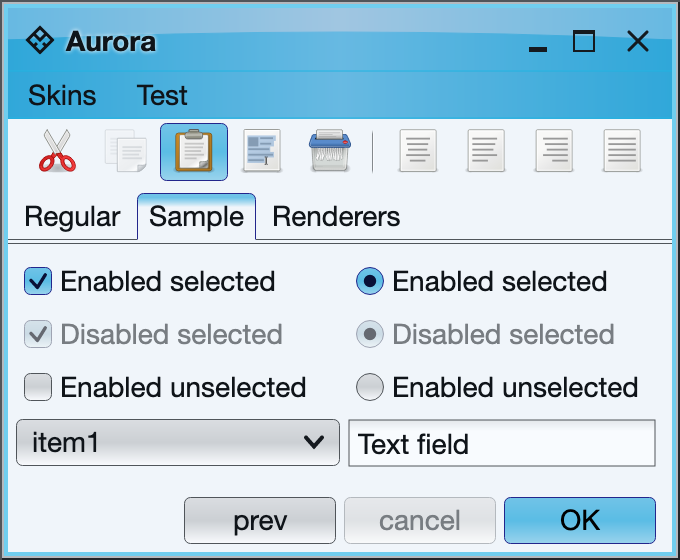 Aurora
Skins Test
Regular Sample Renderers
Enabled selected Enabled selected
Disabled selected Disabled selected
Enabled unselected Enabled unselected
item1 Text field
prev cancel OK